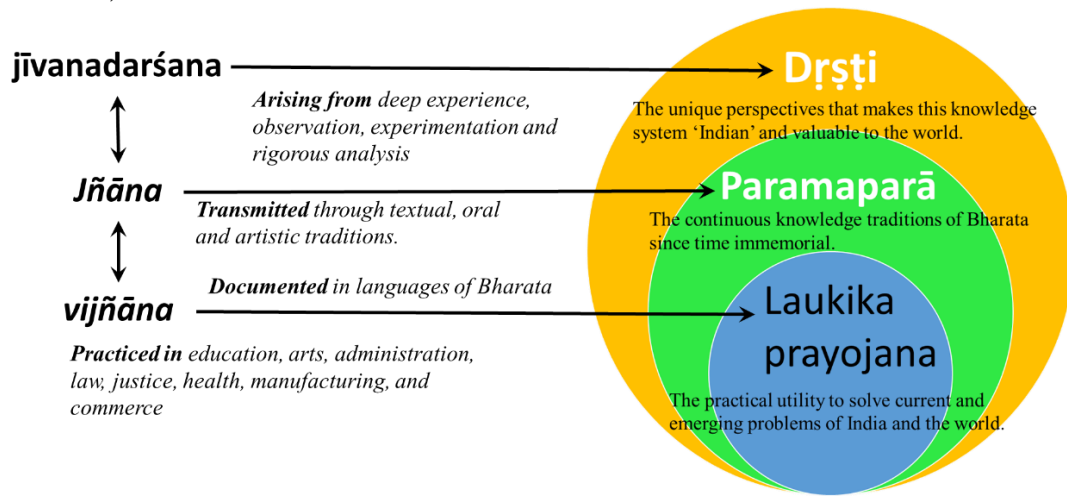 jīvanadarśana
Arising from deep experience,
observation, experimentation and
rigorous analysis
Jñāna
Transmitted through textual, oral
and artistic traditions.
vijñāna
Documented in languages of Bharata
Practiced in education, arts, administration,
law, justice, health, manufacturing, and
commerce
Dṛṣṭi
The unique perspectives that makes this knowledge
system ‘Indian’ and valuable to the world.
Paramaparā
The continuous knowledge traditions of Bharata
since time immemorial.
Laukika
prayojana
The practical utility to solve current and
emerging problems of India and the world.